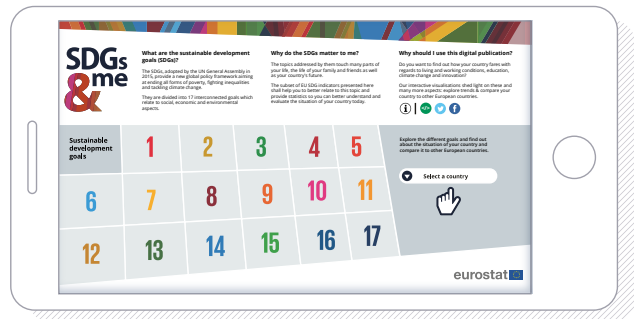 SDGs
&me
What are the sustainable development
goals (SDGs)?
The SDGs, adopted by the UN General Assembly in
2015, provide a new global policy framework aiming
at ending all forms of poverty, fighting inequalities
and tackling climate change.
They are divided into 17 interconnected goals which
relate to social, economic and environmental
aspects.
Why do the SDGs matter to me?
The topics addressed by them touch many parts of
your life, the life of your family and friends as well
as your country's future.
The subset of EU SDG indicators presented here
shall help you to better relate to this topic and
provide statistics so you can better understand and
evaluate the situation of your country today.
Why should I use this digital publication?
Do you want to find out how your country fares with
regards to living and working conditions, education,
climate change and innovation?
Our interactive visualisations shed light on these and
many more aspects: explore trends & compare your
country to other European countries.
Sustainable
development
goals
1 2 3 4 5
6 7 8 9 10 11
12 13 14 15 16 17
Explore the different goals and find out
about the situation of your country and
compare it to other European countries.
Select a country
eurostat